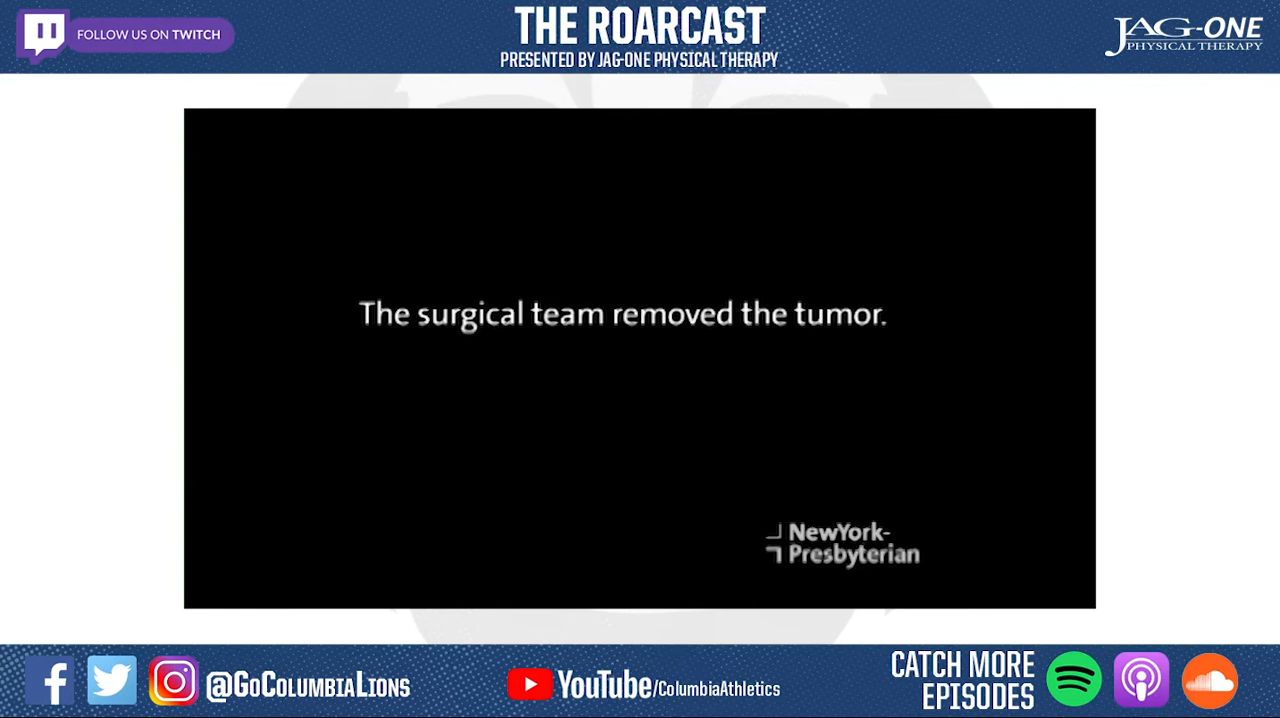 FOLLOW US ON TWITCH
THE ROARCAST
PRESENTED BY JAG-ONE PHYSICAL THERAPY
JAG-ONE
PHYSICAL THERAPY
The surgical team removed the tumor.
NewYork-
Presbyterian
@GoColumbiaLions
YouTube/ColumbiaAthletics
CATCH MORE
EPISODES